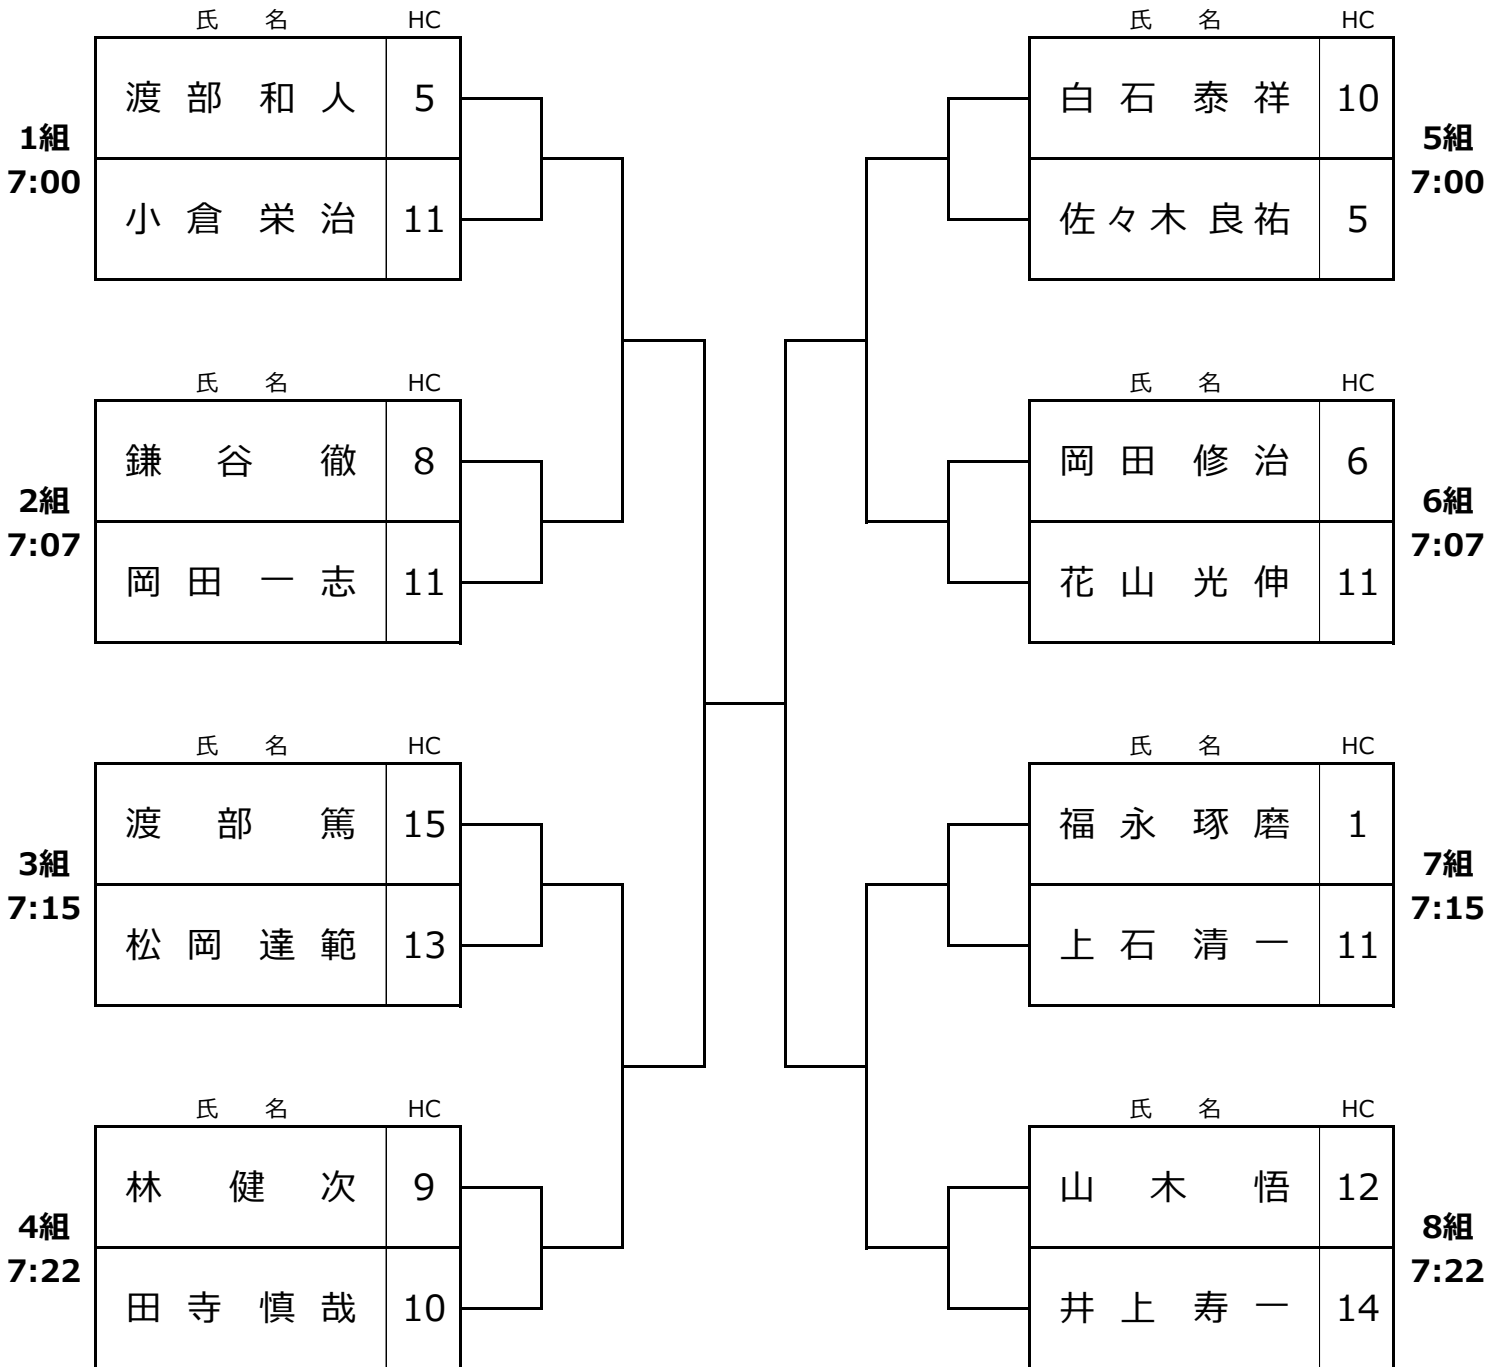 氏 名 HC
1組
7:00
渡部 和人 5
小倉 栄治 11
氏 名 HC
2組
7:07
鎌谷 徹 8
岡田 一志 11
氏 名 HC
3組
7:15
渡部 篤 15
松岡 達範 13
氏 名 HC
4組
7:22
林 健次 9
田寺 慎哉 10
氏 名 HC
白石 泰祥 10
佐々木 良祐 5
5組
7:00
氏 名 HC
岡田 修治 6
花山 光伸 11
6組
7:07
氏 名 HC
福永 琢磨 1
上石 清一 11
7組
7:15
氏 名 HC
山木 悟 12
井上 寿一 14
8組
7:22